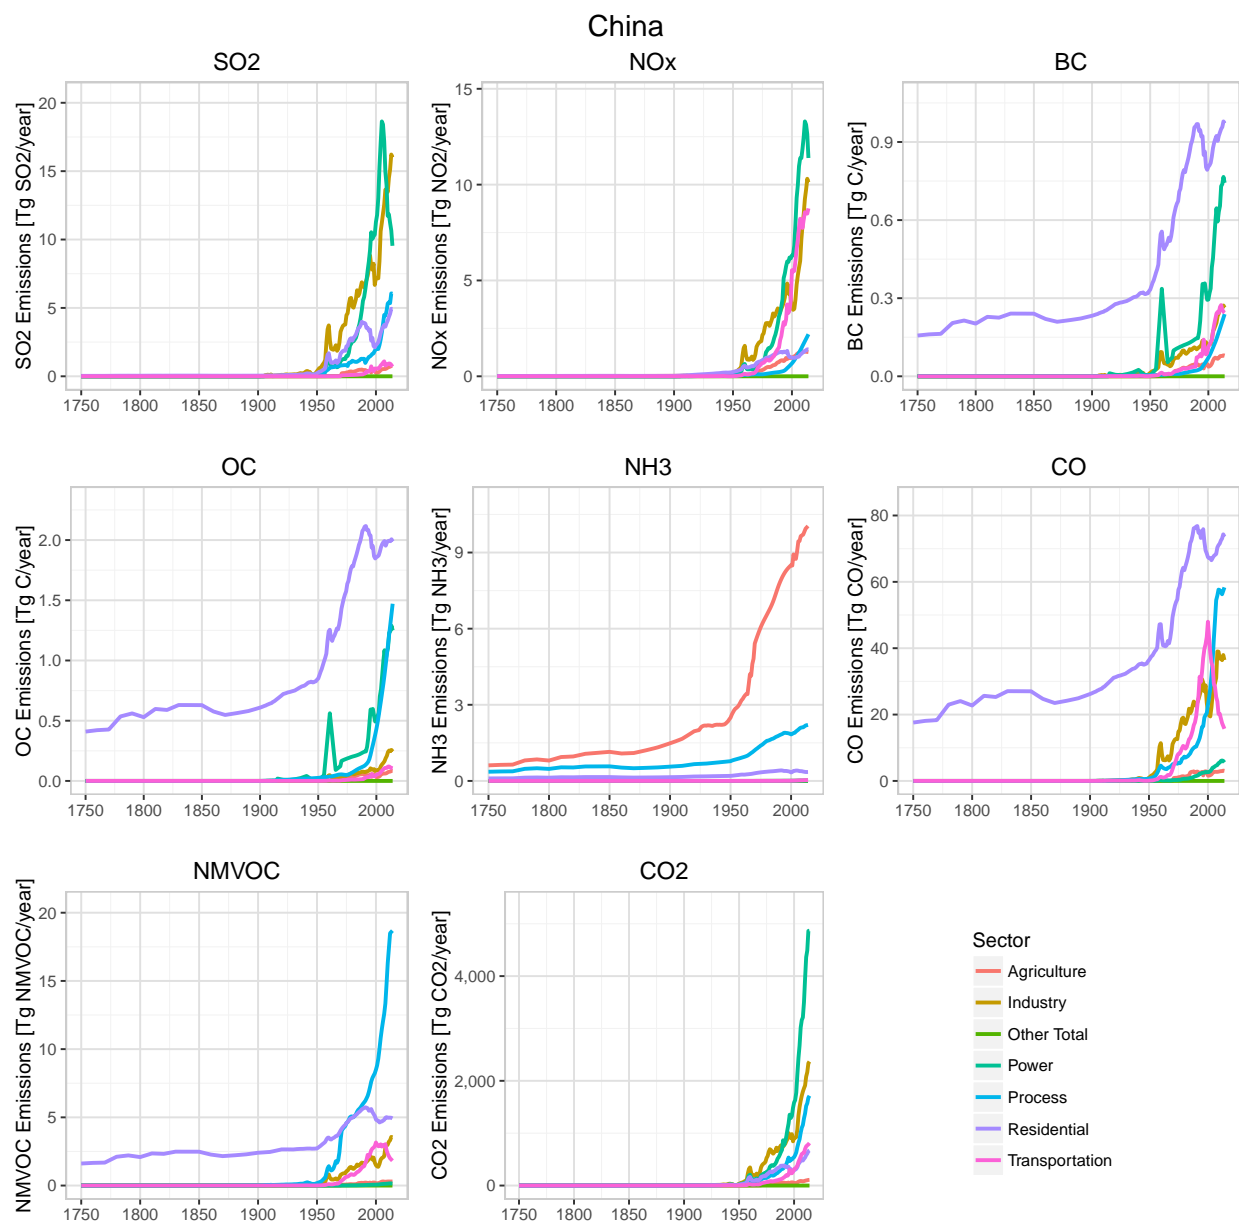 China
SO2
NOx
BC
SO2 Emissions [Tg SO2/year]
20
15
10
5
0
1750 1800 1850 1900 1950 2000
NOx Emissions [Tg NO2/year]
15
10
5
0
1750 1800 1850 1900 1950 2000
BC Emissions [Tg C/year]
0.9
0.6
0.3
0.0
1750 1800 1850 1900 1950 2000
OC
NH3
CO
OC Emissions [Tg C/year]
2.0
1.5
1.0
0.5
0.0
1750 1800 1850 1900 1950 2000
NH3 Emissions [Tg NH3/year]
9
6
3
0
1750 1800 1850 1900 1950 2000
CO Emissions [Tg CO/year]
80
60
40
20
0
1750 1800 1850 1900 1950 2000
NMVOC
CO2
NMVOC Emissions [Tg NMVOC/year]
20
15
10
5
0
1750 1800 1850 1900 1950 2000
CO2 Emissions [Tg CO2/year]
4,000
2,000
0
1750 1800 1850 1900 1950 2000
Sector
Agriculture
Industry
Other Total
Power
Process
Residential
Transportation